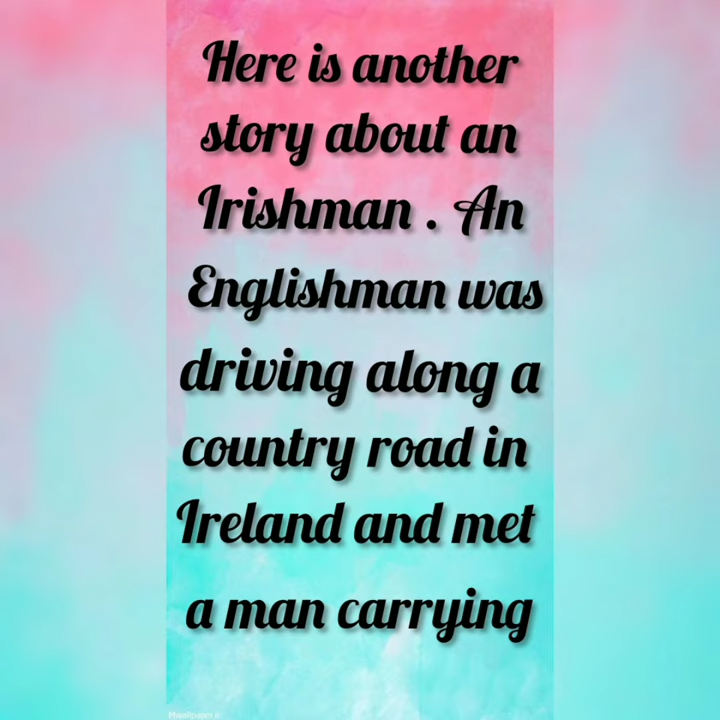 Here is another
story about an
Irishman . An
Englishman was
driving along a
country road in
Ireland and met
a man carrying